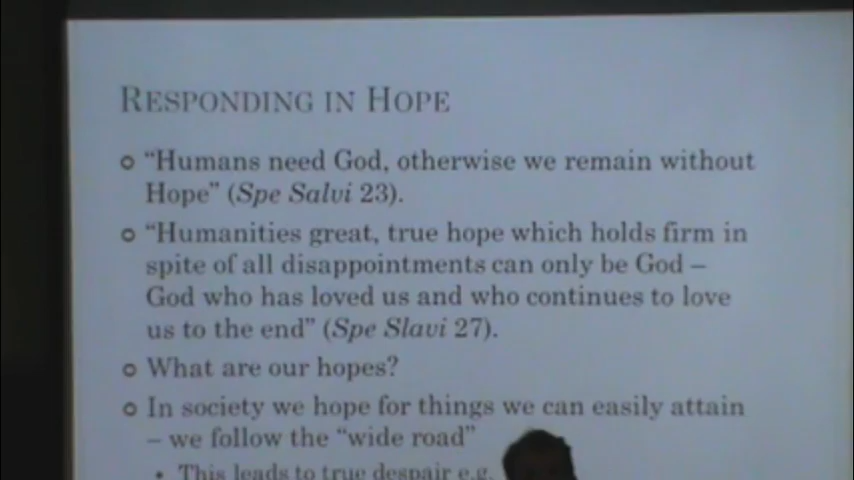 RESPONDING IN HOPE
“Humans need God, otherwise we remain without
Hope” (Spe Salvi 23).
“Humanities great, true hope which holds firm in
spite of all disappointments can only be God –
God who has loved us and who continues to love
us to the end” (Spe Slavi 27).
What are our hopes?
In society we hope for things we can easily attain
– we follow the “wide road”
This leads to true despair e.g.